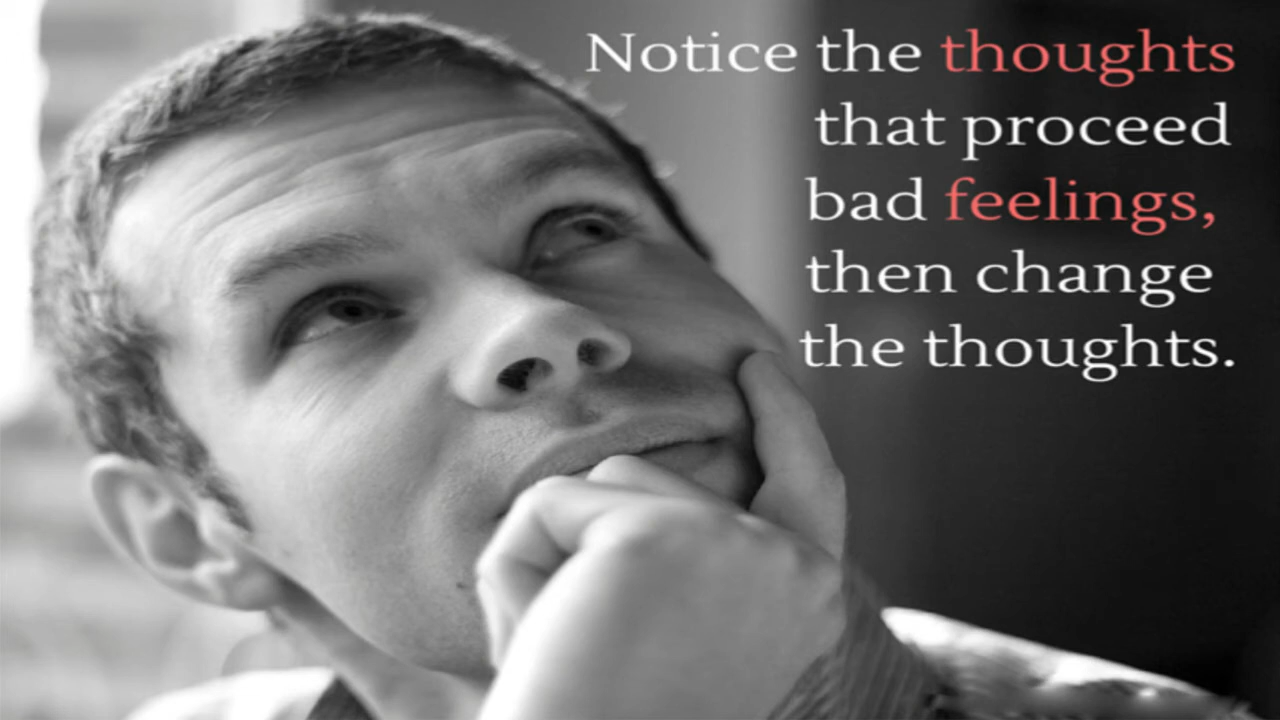 Notice the thoughts
that proceed
bad feelings,
then change
the thoughts.